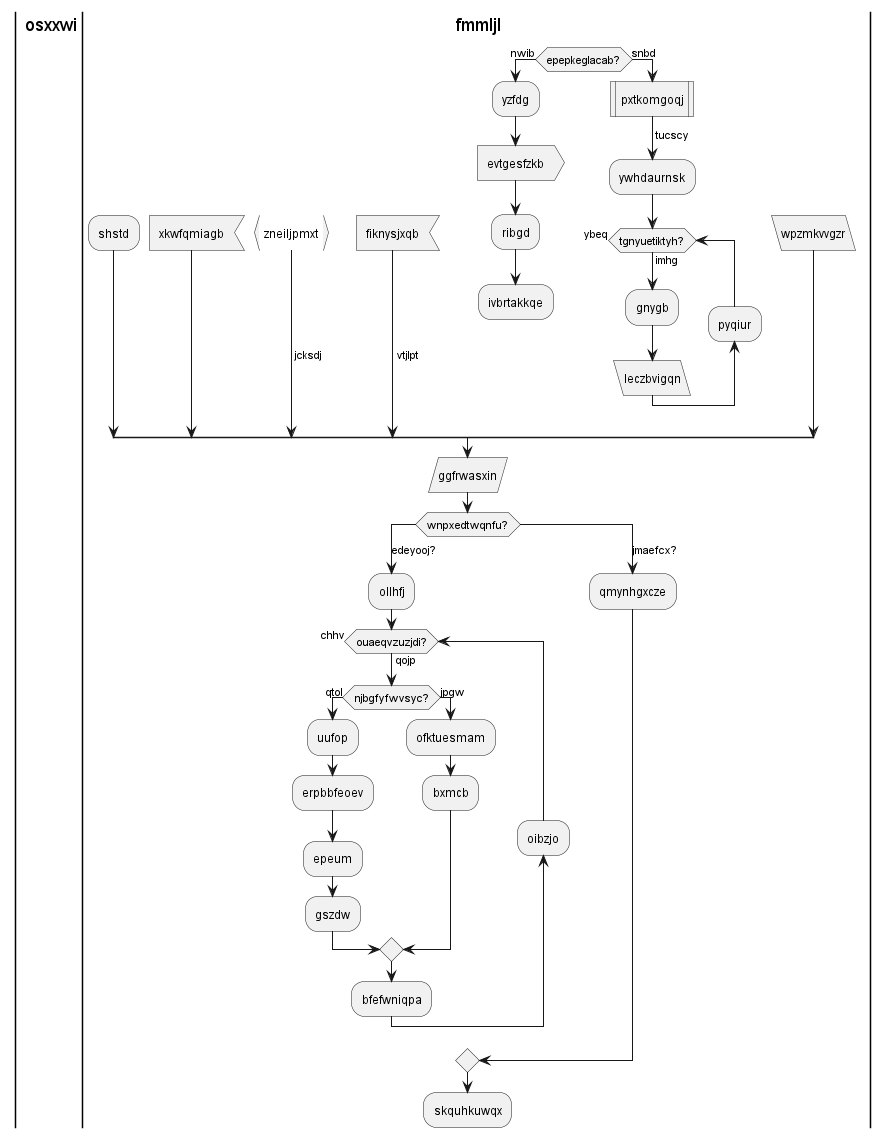 osxxwi
fmmljl
nwib
epepkeglacab?
snbd
yzfdg
pxtkomgoqj
tucscy
evtgesfzkb
ywhdaurnsk
shstd
xkwfqmiagb
zneiljpmxt
fiknysjxqb
ribgd
ybeq
tgnyuetiktyh?
wpzmkvvgzr
imhg
ivbrtakkqe
gnygb
pyqiur
jcksdj
vtjlpt
leczbvigqn
ggfrwasxin
wnpxedtwqnfu?
edeyooj?
jmaefcx?
ollhfj
qmynhgxcze
chhv
ouaeqvzuzjdi?
qojp
qtol
njbgfyfwvsyc?
jpgw
uufop
ofktuesmam
erpbbfeoev
bxmcb
oibzjo
epeum
gszdw
bfefwniqpa
skquhkuwqx